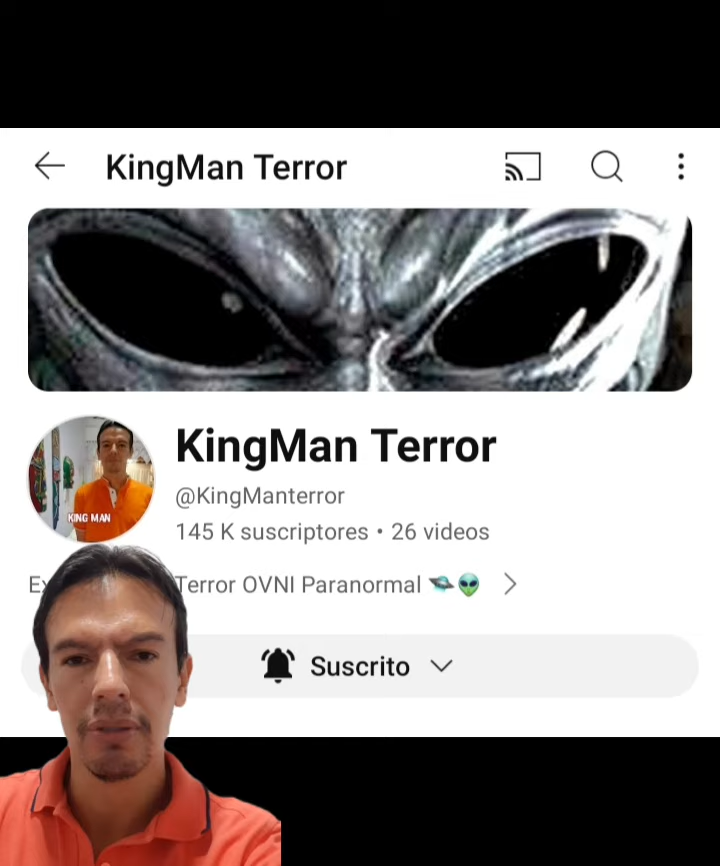 KingMan Terror
KING MAN
KingMan Terror
@KingManterror
145 K suscriptores • 26 videos
Terror OVNI Paranormal 🛸👽
Suscrito